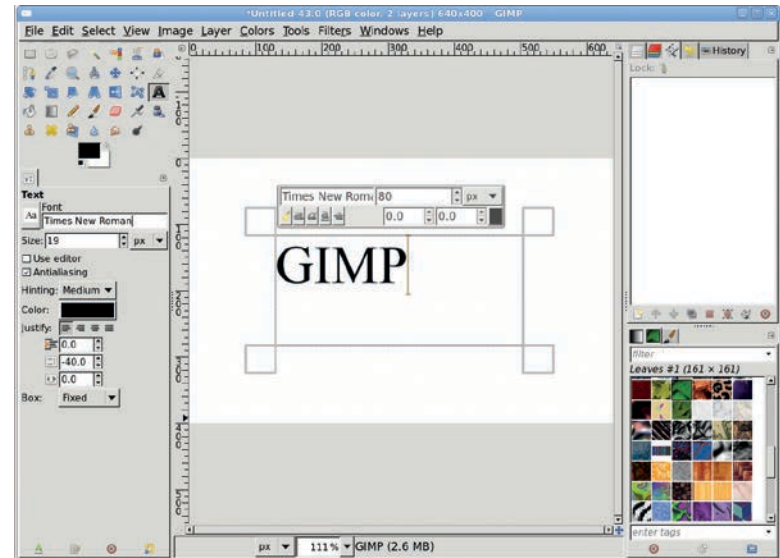 *Untitled-43.0 (RGB color, 2 layers) 640x400 – GIMP
File Edit Select View Image Layer Colors Tools Filters Windows Help
0 100 200 300 400 500 600
History
Lock:
Text
Font
Aa Times New Roman
Size: 19 px
Use editor
Antialiasing
Hinting: Medium
Color:
Justify:
0.0
-40.0
0.0
Box: Fixed
Times New Rom 80 px
0.0 0.0
GIMP
filter
Leaves #1 (161 × 161)
enter tags
px 111% GIMP (2.6 MB)